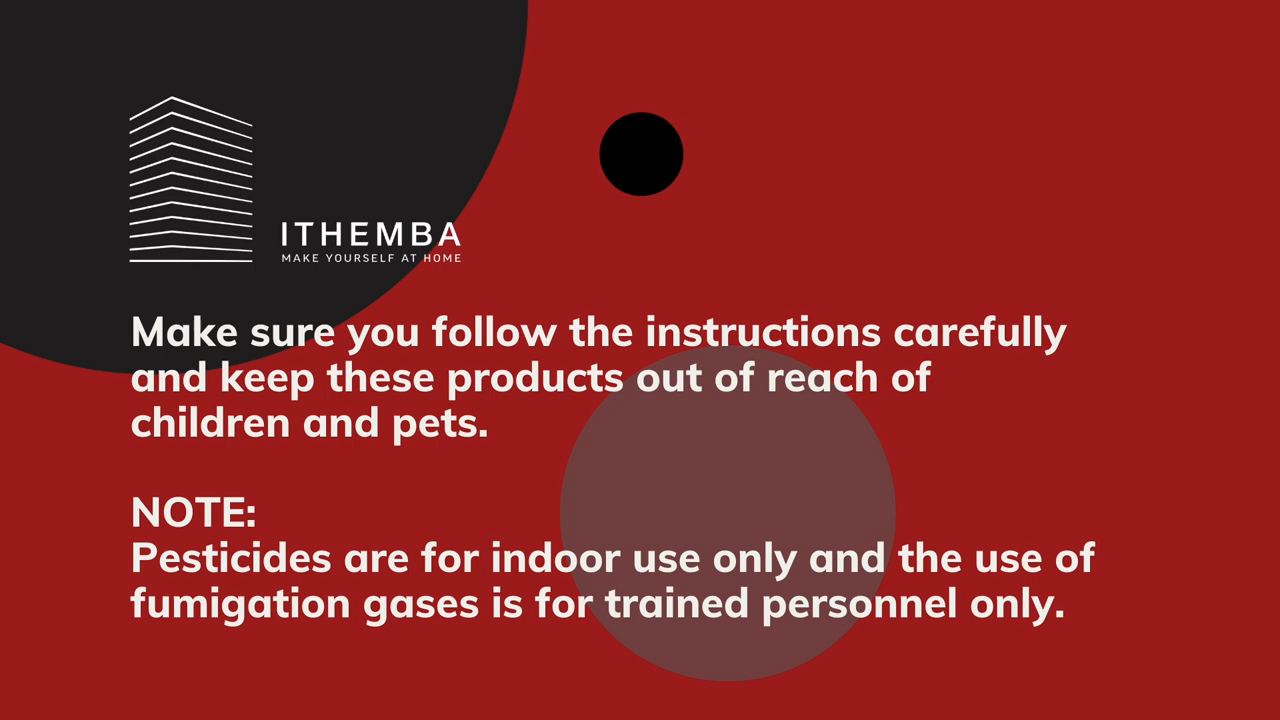 ITHEMBA
MAKE YOURSELF AT HOME
Make sure you follow the instructions carefully
and keep these products out of reach of
children and pets.
NOTE:
Pesticides are for indoor use only and the use of
fumigation gases is for trained personnel only.